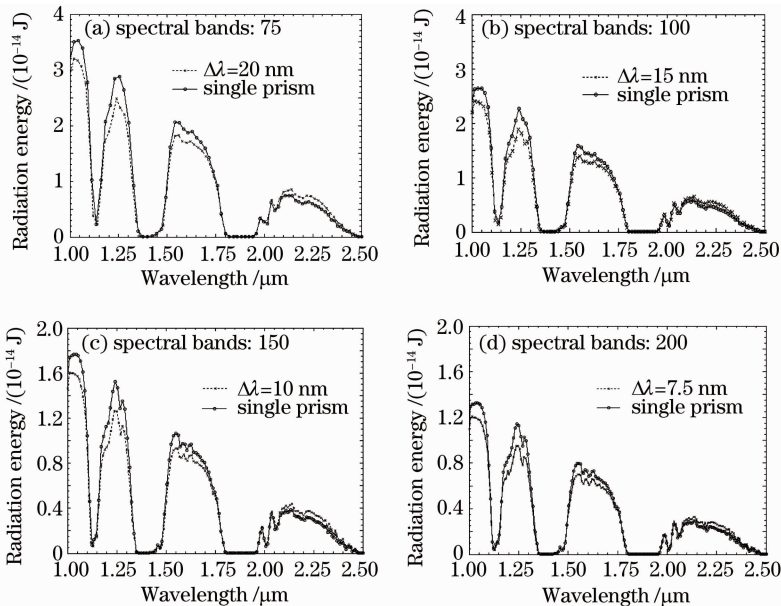 (a) spectral bands: 75
Δλ=20 nm
single prism
Radiation energy /(10⁻¹⁴ J)
4
3
2
1
0
1.00 1.25 1.50 1.75 2.00 2.25 2.50
Wavelength /μm
(b) spectral bands: 100
Δλ=15 nm
single prism
Radiation energy /(10⁻¹⁴ J)
4
3
2
1
0
1.00 1.25 1.50 1.75 2.00 2.25 2.50
Wavelength /μm
(c) spectral bands: 150
Δλ=10 nm
single prism
Radiation energy /(10⁻¹⁴ J)
2.0
1.6
1.2
0.8
0.4
0
1.00 1.25 1.50 1.75 2.00 2.25 2.50
Wavelength /μm
(d) spectral bands: 200
Δλ=7.5 nm
single prism
Radiation energy /(10⁻¹⁴ J)
2.0
1.6
1.2
0.8
0.4
0
1.00 1.25 1.50 1.75 2.00 2.25 2.50
Wavelength /μm